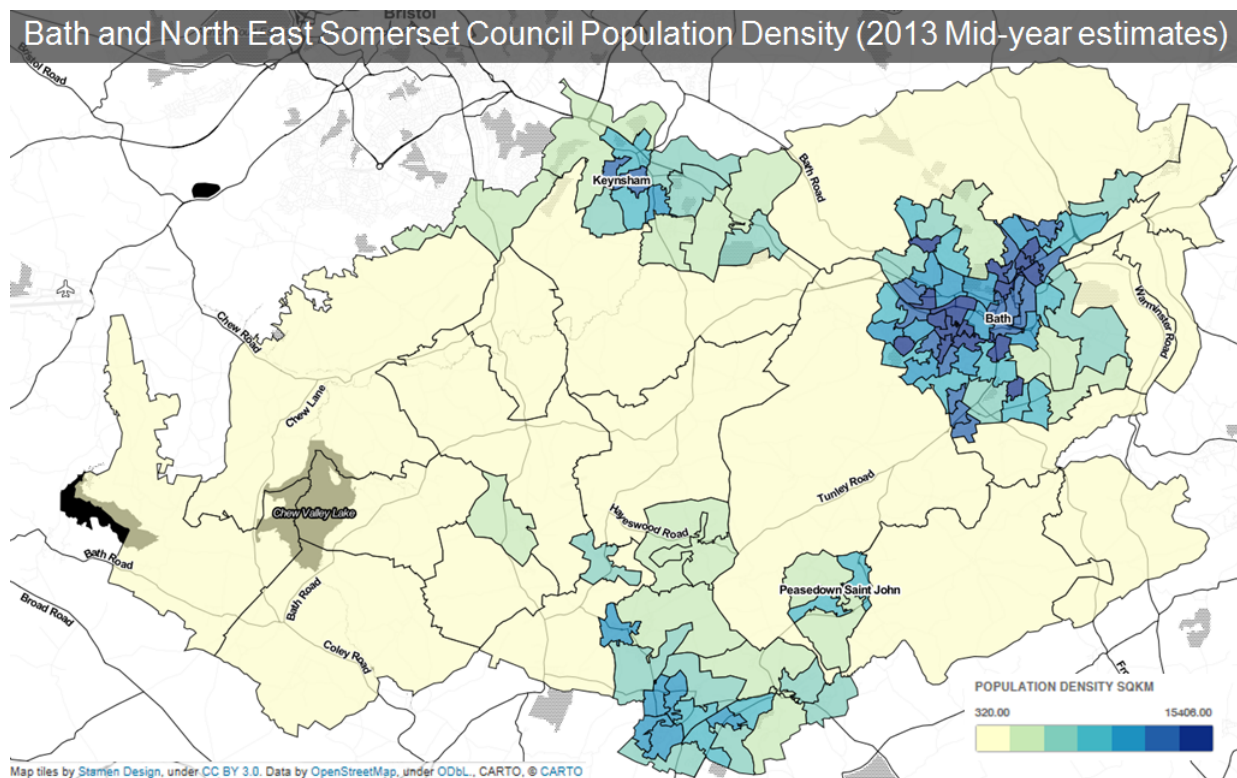 Bristol
Bath and North East Somerset Council Population Density (2013 Mid-year estimates)
Bristol Road
Keynsham
Bath Road
Bath
Warminster Road
Chew Road
Chew Lane
Tunley Road
Chew Valley Lake
Hayeswood Road
Bath Road
Peasedown Saint John
Bath Road
Broad Road
Coley Road
POPULATION DENSITY SQKM
320.00 15406.00
Map tiles by Stamen Design, under CC BY 3.0. Data by OpenStreetMap, under ODbL., CARTO, © CARTO